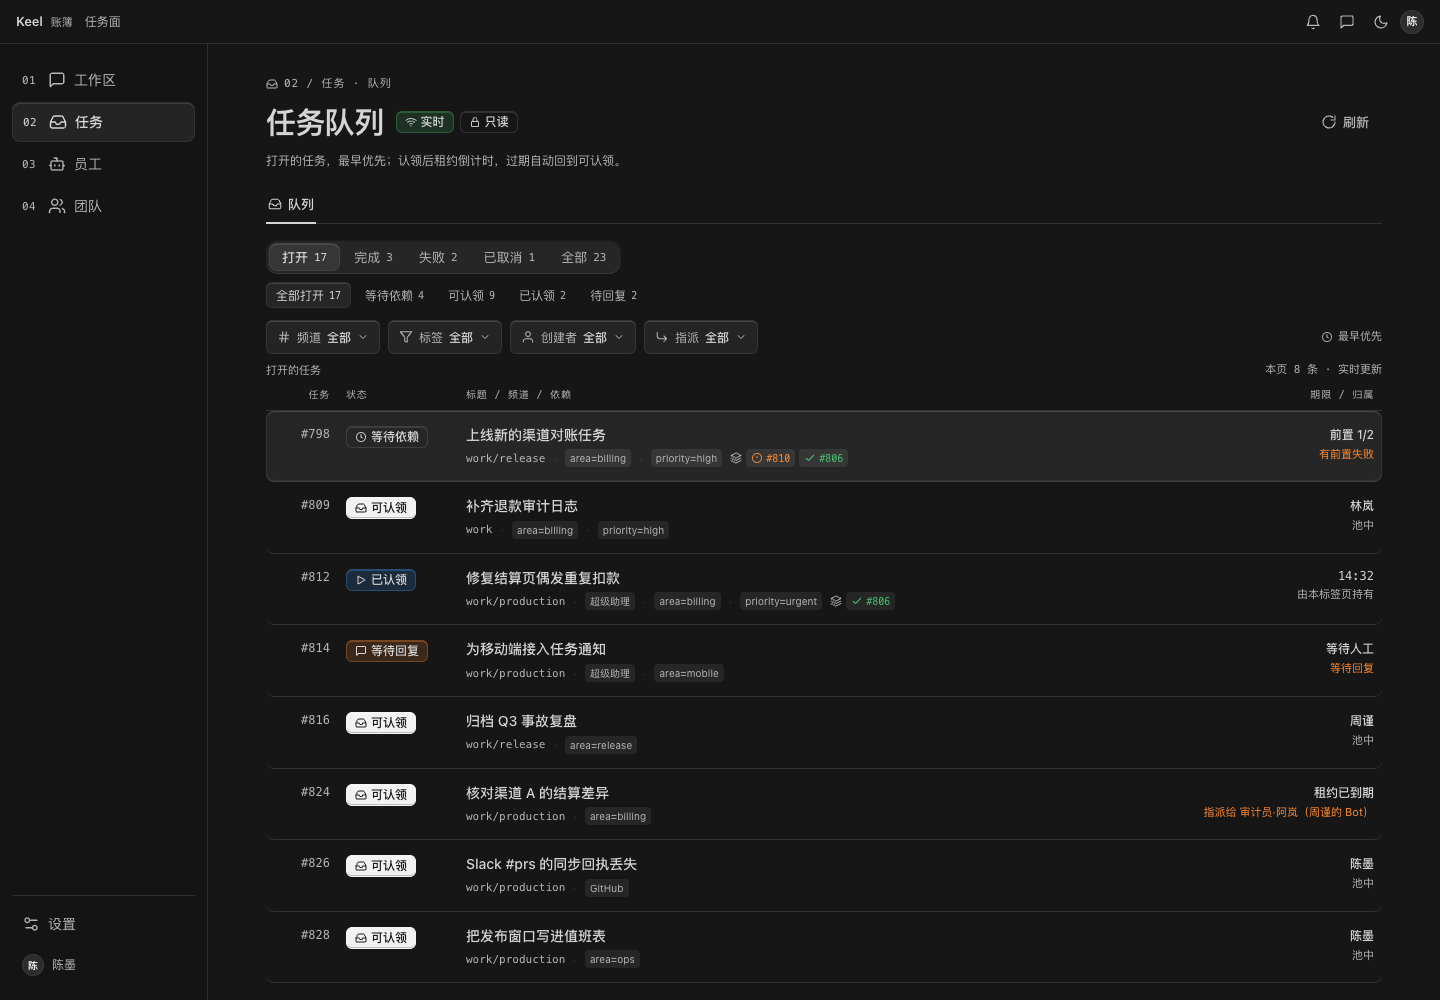 Keel 账簿 任务面 陈
01 工作区
02 任务
03 员工
04 团队
设置
陈 陈墨
02 / 任务 · 队列
任务队列 实时 只读 刷新
打开的任务，最早优先；认领后租约倒计时，过期自动回到可认领。
队列
打开 17 完成 3 失败 2 已取消 1 全部 23
全部打开 17 等待依赖 4 可认领 9 已认领 2 待回复 2
频道 全部 标签 全部 创建者 全部 指派 全部 最早优先
打开的任务 本页 8 条 · 实时更新
任务 状态 标题 / 频道 / 依赖 期限 / 归属
#798 等待依赖 上线新的渠道对账任务 前置 1/2
work/release · area=billing · priority=high #810 #806 有前置失败
#809 可认领 补齐退款审计日志 林岚
work · area=billing · priority=high 池中
#812 已认领 修复结算页偶发重复扣款 14:32
work/production · 超级助理 · area=billing · priority=urgent #806 由本标签页持有
#814 等待回复 为移动端接入任务通知 等待人工
work/production · 超级助理 · area=mobile 等待回复
#816 可认领 归档 Q3 事故复盘 周谨
work/release · area=release 池中
#824 可认领 核对渠道 A 的结算差异 租约已到期
work/production · area=billing 指派给 审计员·阿岚（周谨的 Bot）
#826 可认领 Slack #prs 的同步回执丢失 陈墨
work/production · GitHub 池中
#828 可认领 把发布窗口写进值班表 陈墨
work/production · area=ops 池中